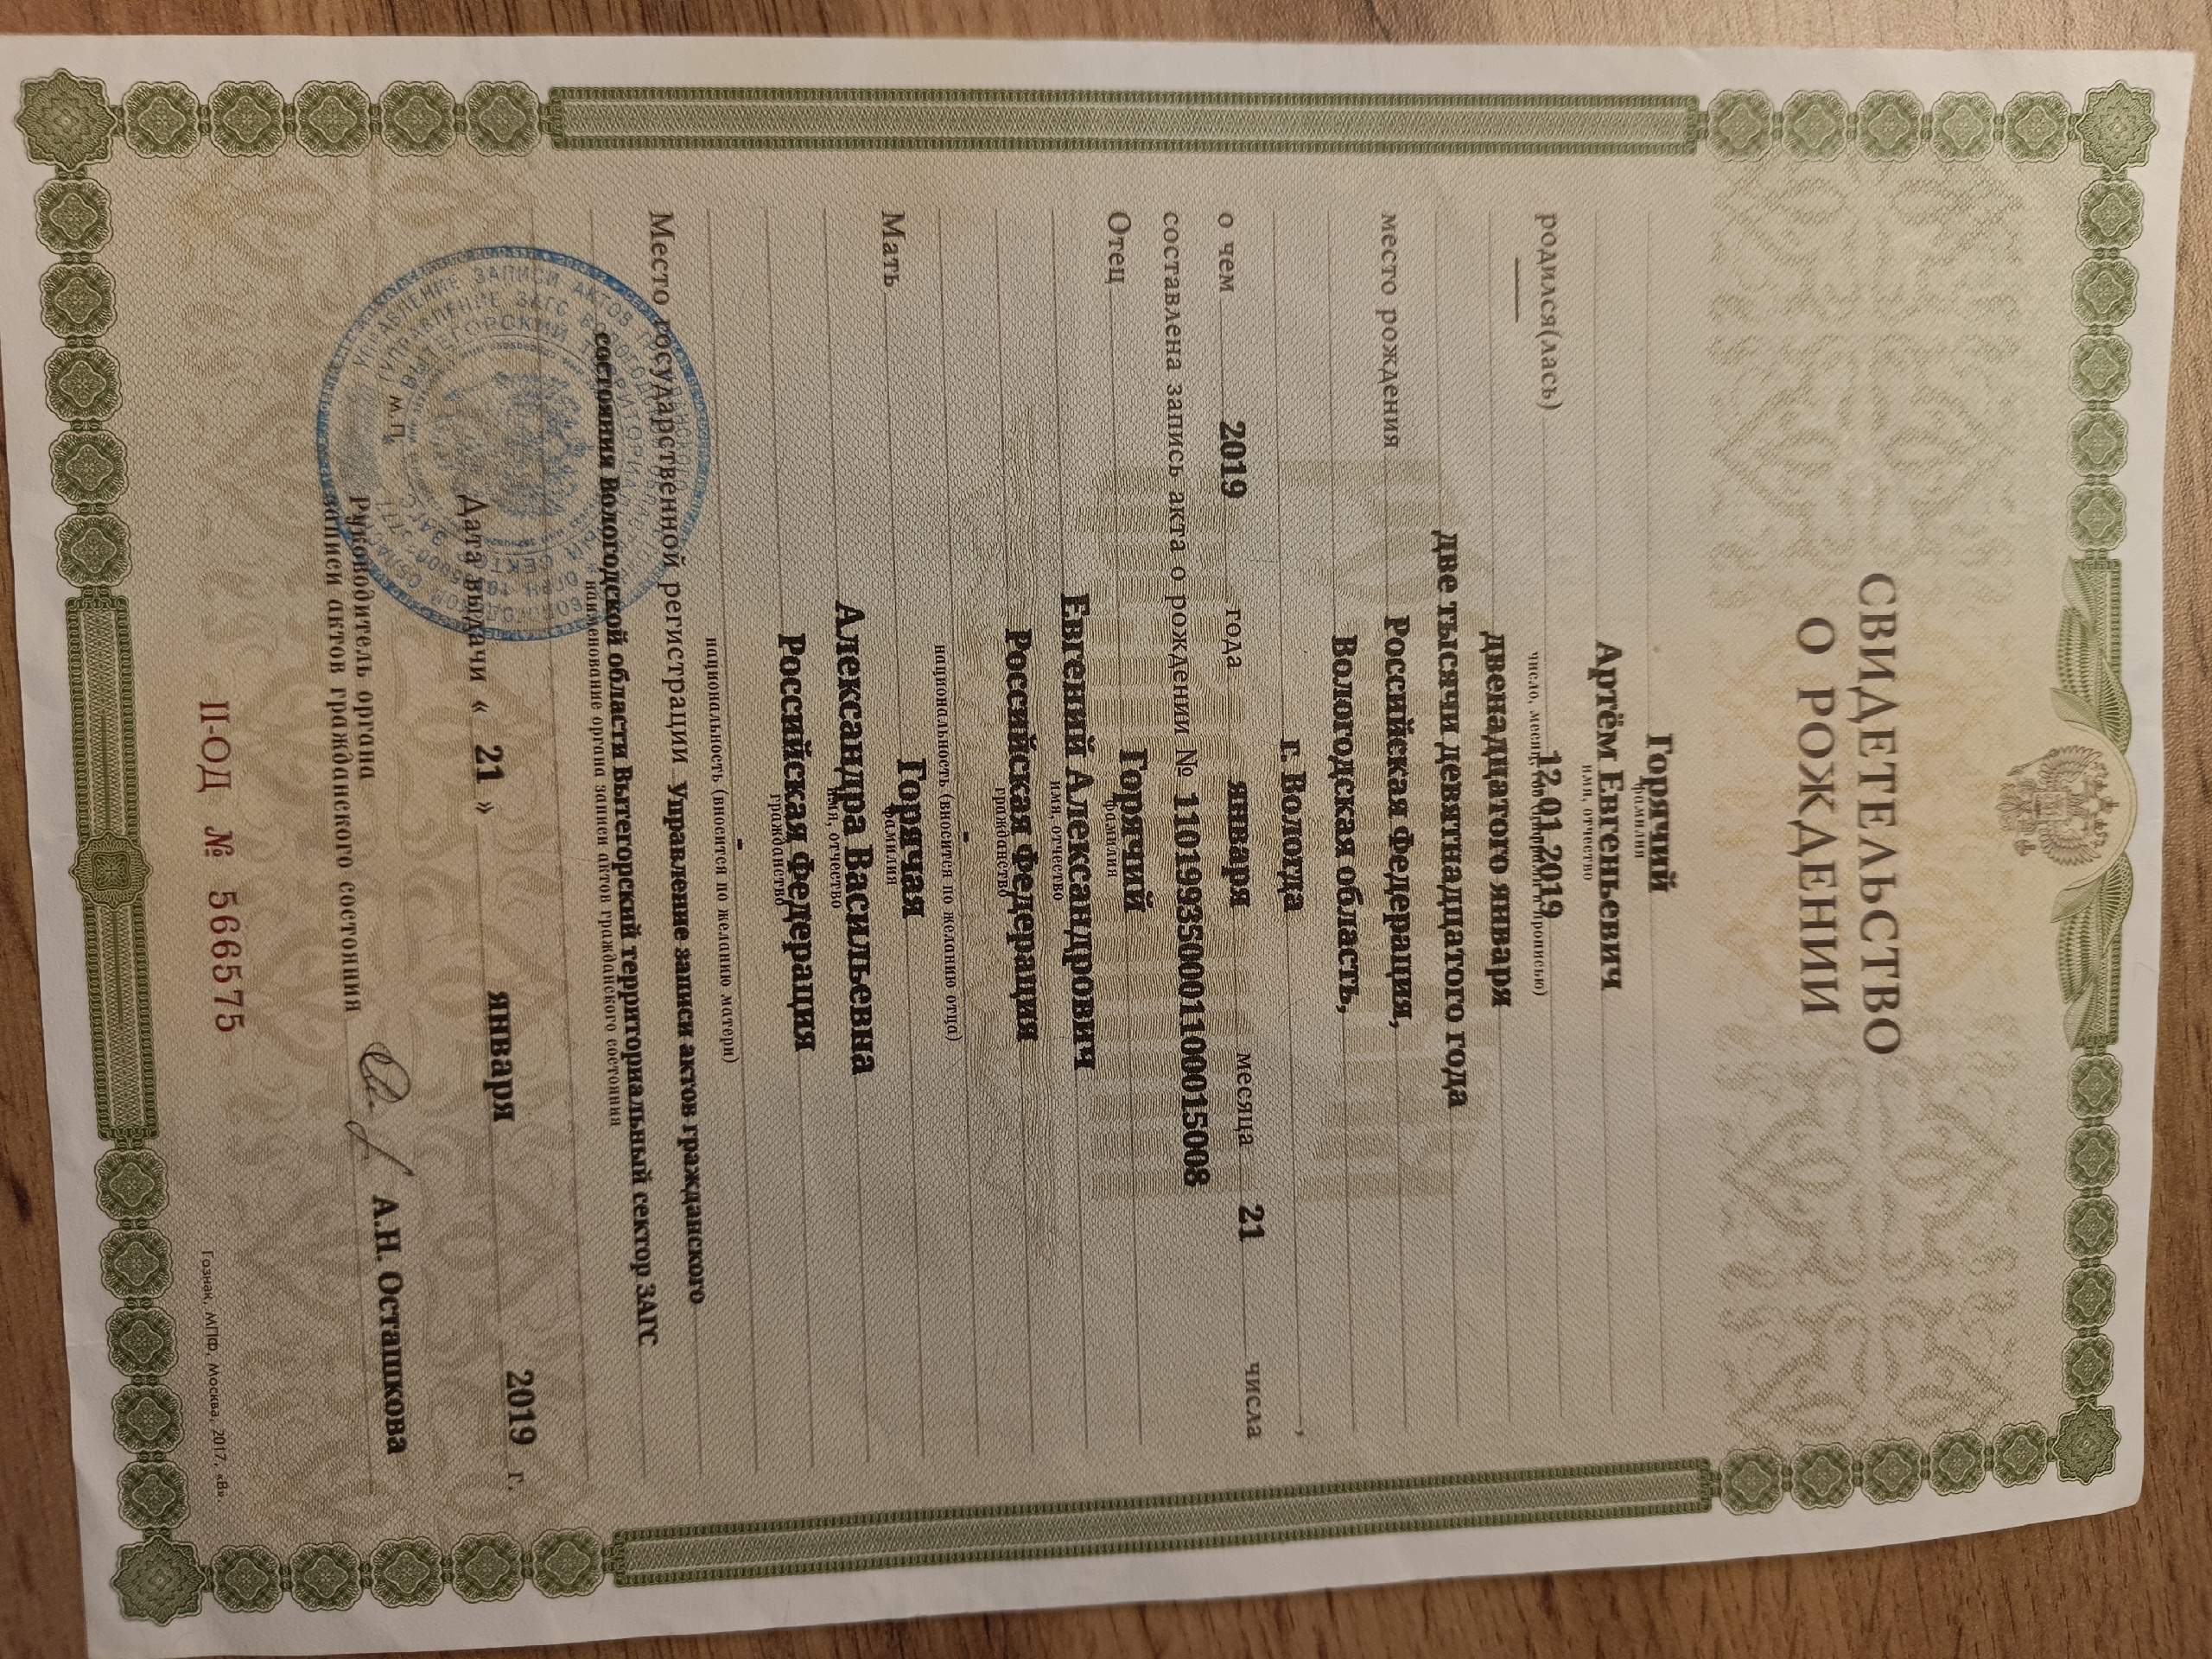 СВИДЕТЕЛЬСТВО
О РОЖДЕНИИ
Горячий
фамилия
Артём Евгеньевич
имя, отчество
родился(лась) 12.01.2019
число, месяц, год (цифрами и прописью)
двенадцатого января
две тысячи девятнадцатого года
место рождения Российская Федерация,
Вологодская область,
г. Вологда ,
о чем 2019 года января месяца 21 числа
составлена запись акта о рождении № 110199350001100015008
Отец Горячий
фамилия
Евгений Александрович
имя, отчество
Российская Федерация
гражданство
-
национальность (вносится по желанию отца)
Мать Горячая
фамилия
Александра Васильевна
имя, отчество
Российская Федерация
гражданство
-
национальность (вносится по желанию матери)
Место государственной регистрации Управление записи актов гражданского
состояния Вологодской области Вытегорский территориальный сектор ЗАГС
наименование органа записи актов гражданского состояния
Дата выдачи « 21 » января 2019 г.
М.П.
Руководитель органа
записи актов гражданского состояния А.Н. Осташкова
II-ОД № 566575
Гознак, МПФ, Москва, 2017, «В».